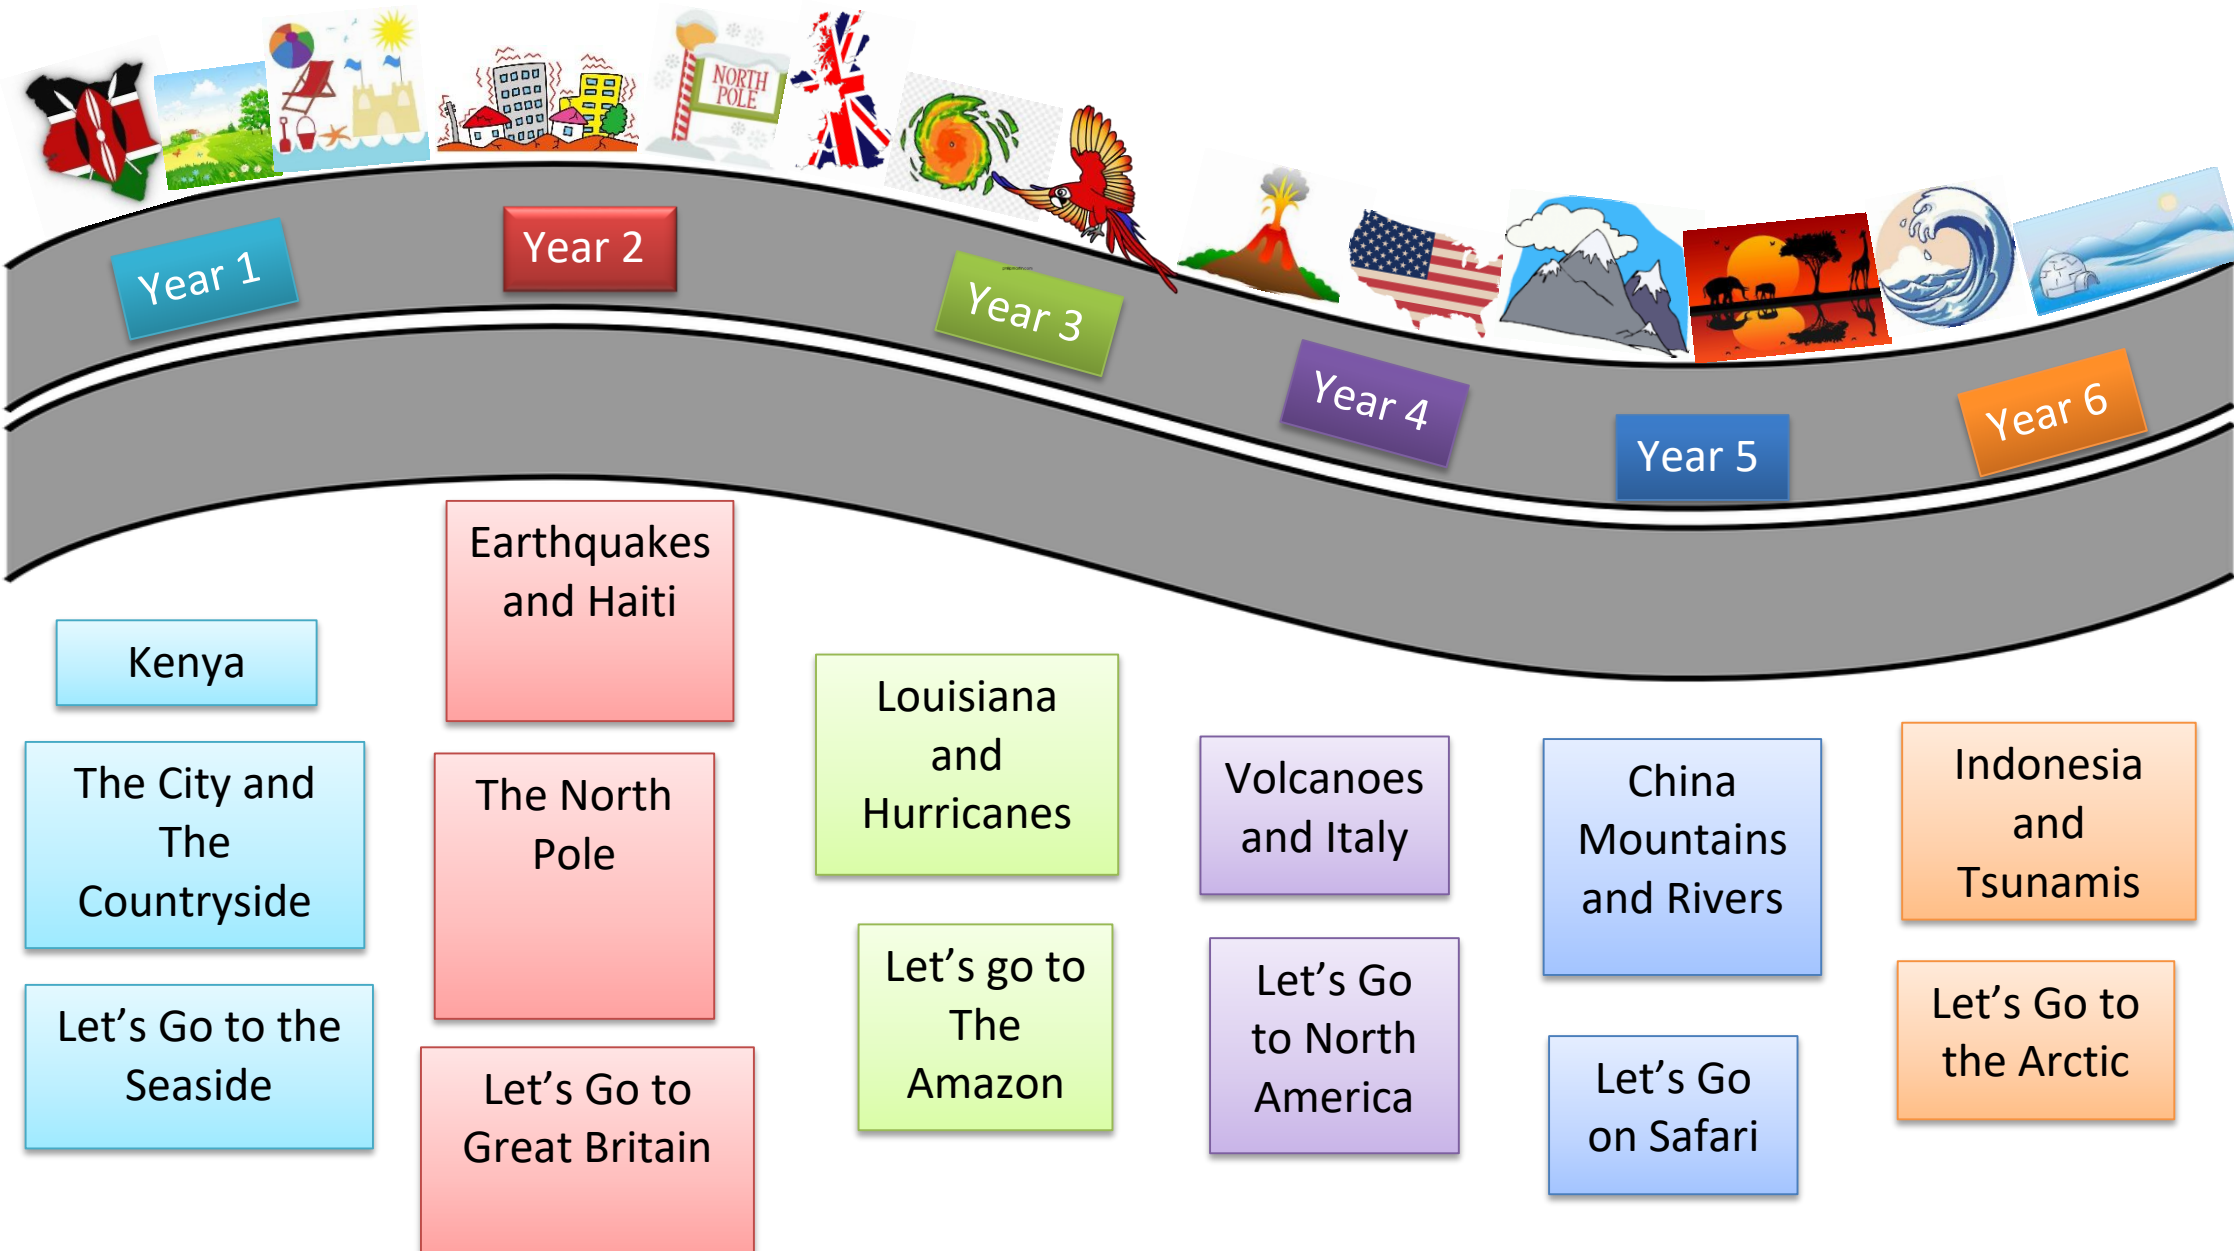 NORTH
POLE
Year 1
Year 2
Year 3
Year 4
Year 5
Year 6
Kenya
The City and
The
Countryside
Let’s Go to the
Seaside
Earthquakes
and Haiti
The North
Pole
Let’s Go to
Great Britain
Louisiana
and
Hurricanes
Let’s go to
The
Amazon
Volcanoes
and Italy
Let’s Go
to North
America
China
Mountains
and Rivers
Let’s Go
on Safari
Indonesia
and
Tsunamis
Let’s Go to
the Arctic